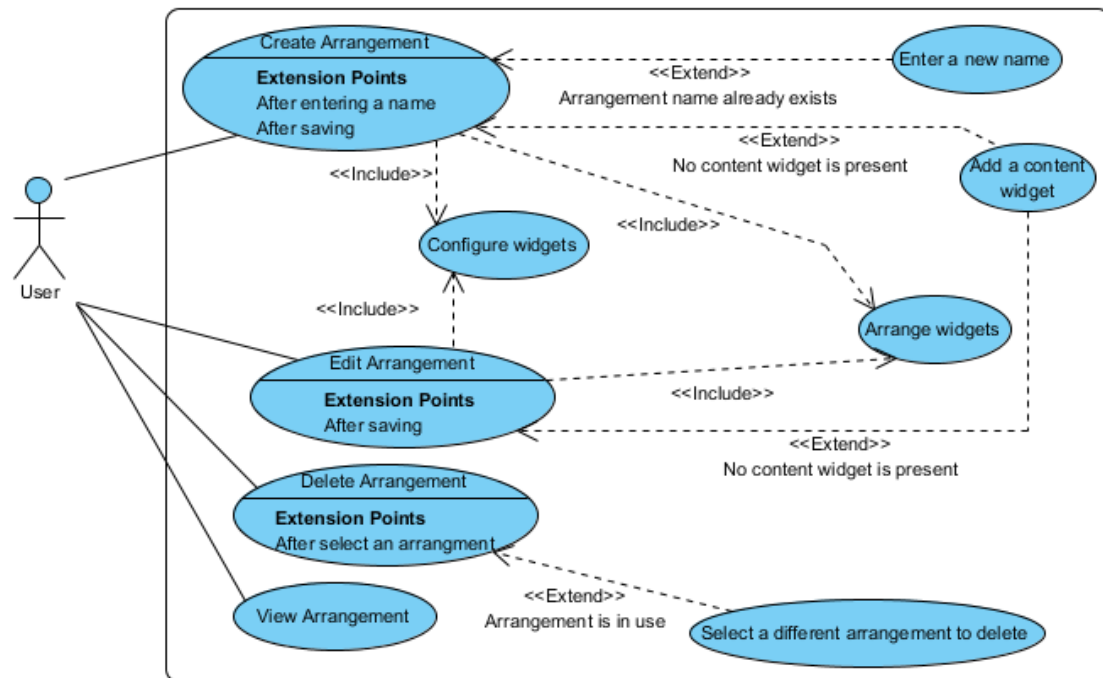 Create Arrangement
Extension Points
After entering a name
After saving
<<Extend>>
Arrangement name already exists
Enter a new name
<<Extend>>
No content widget is present
Add a content
widget
<<Include>>
<<Include>>
Configure widgets
User
<<Include>>
Arrange widgets
Edit Arrangement
Extension Points
After saving
<<Include>>
<<Extend>>
No content widget is present
Delete Arrangement
Extension Points
After select an arrangment
<<Extend>>
Arrangement is in use
View Arrangement
Select a different arrangement to delete